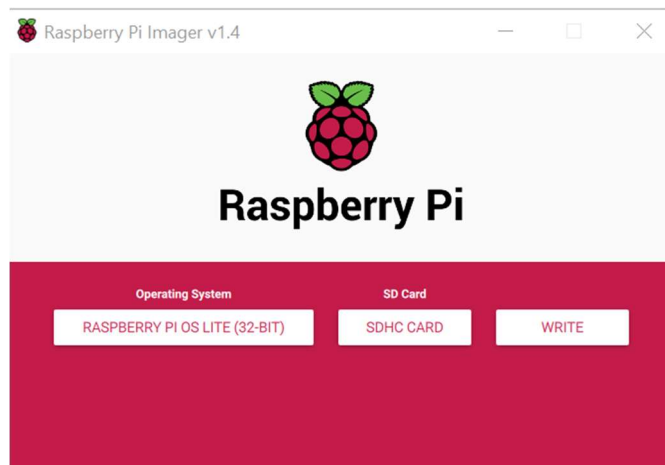 Raspberry Pi Imager v1.4
Raspberry Pi
Operating System
SD Card
RASPBERRY PI OS LITE (32-BIT)
SDHC CARD
WRITE